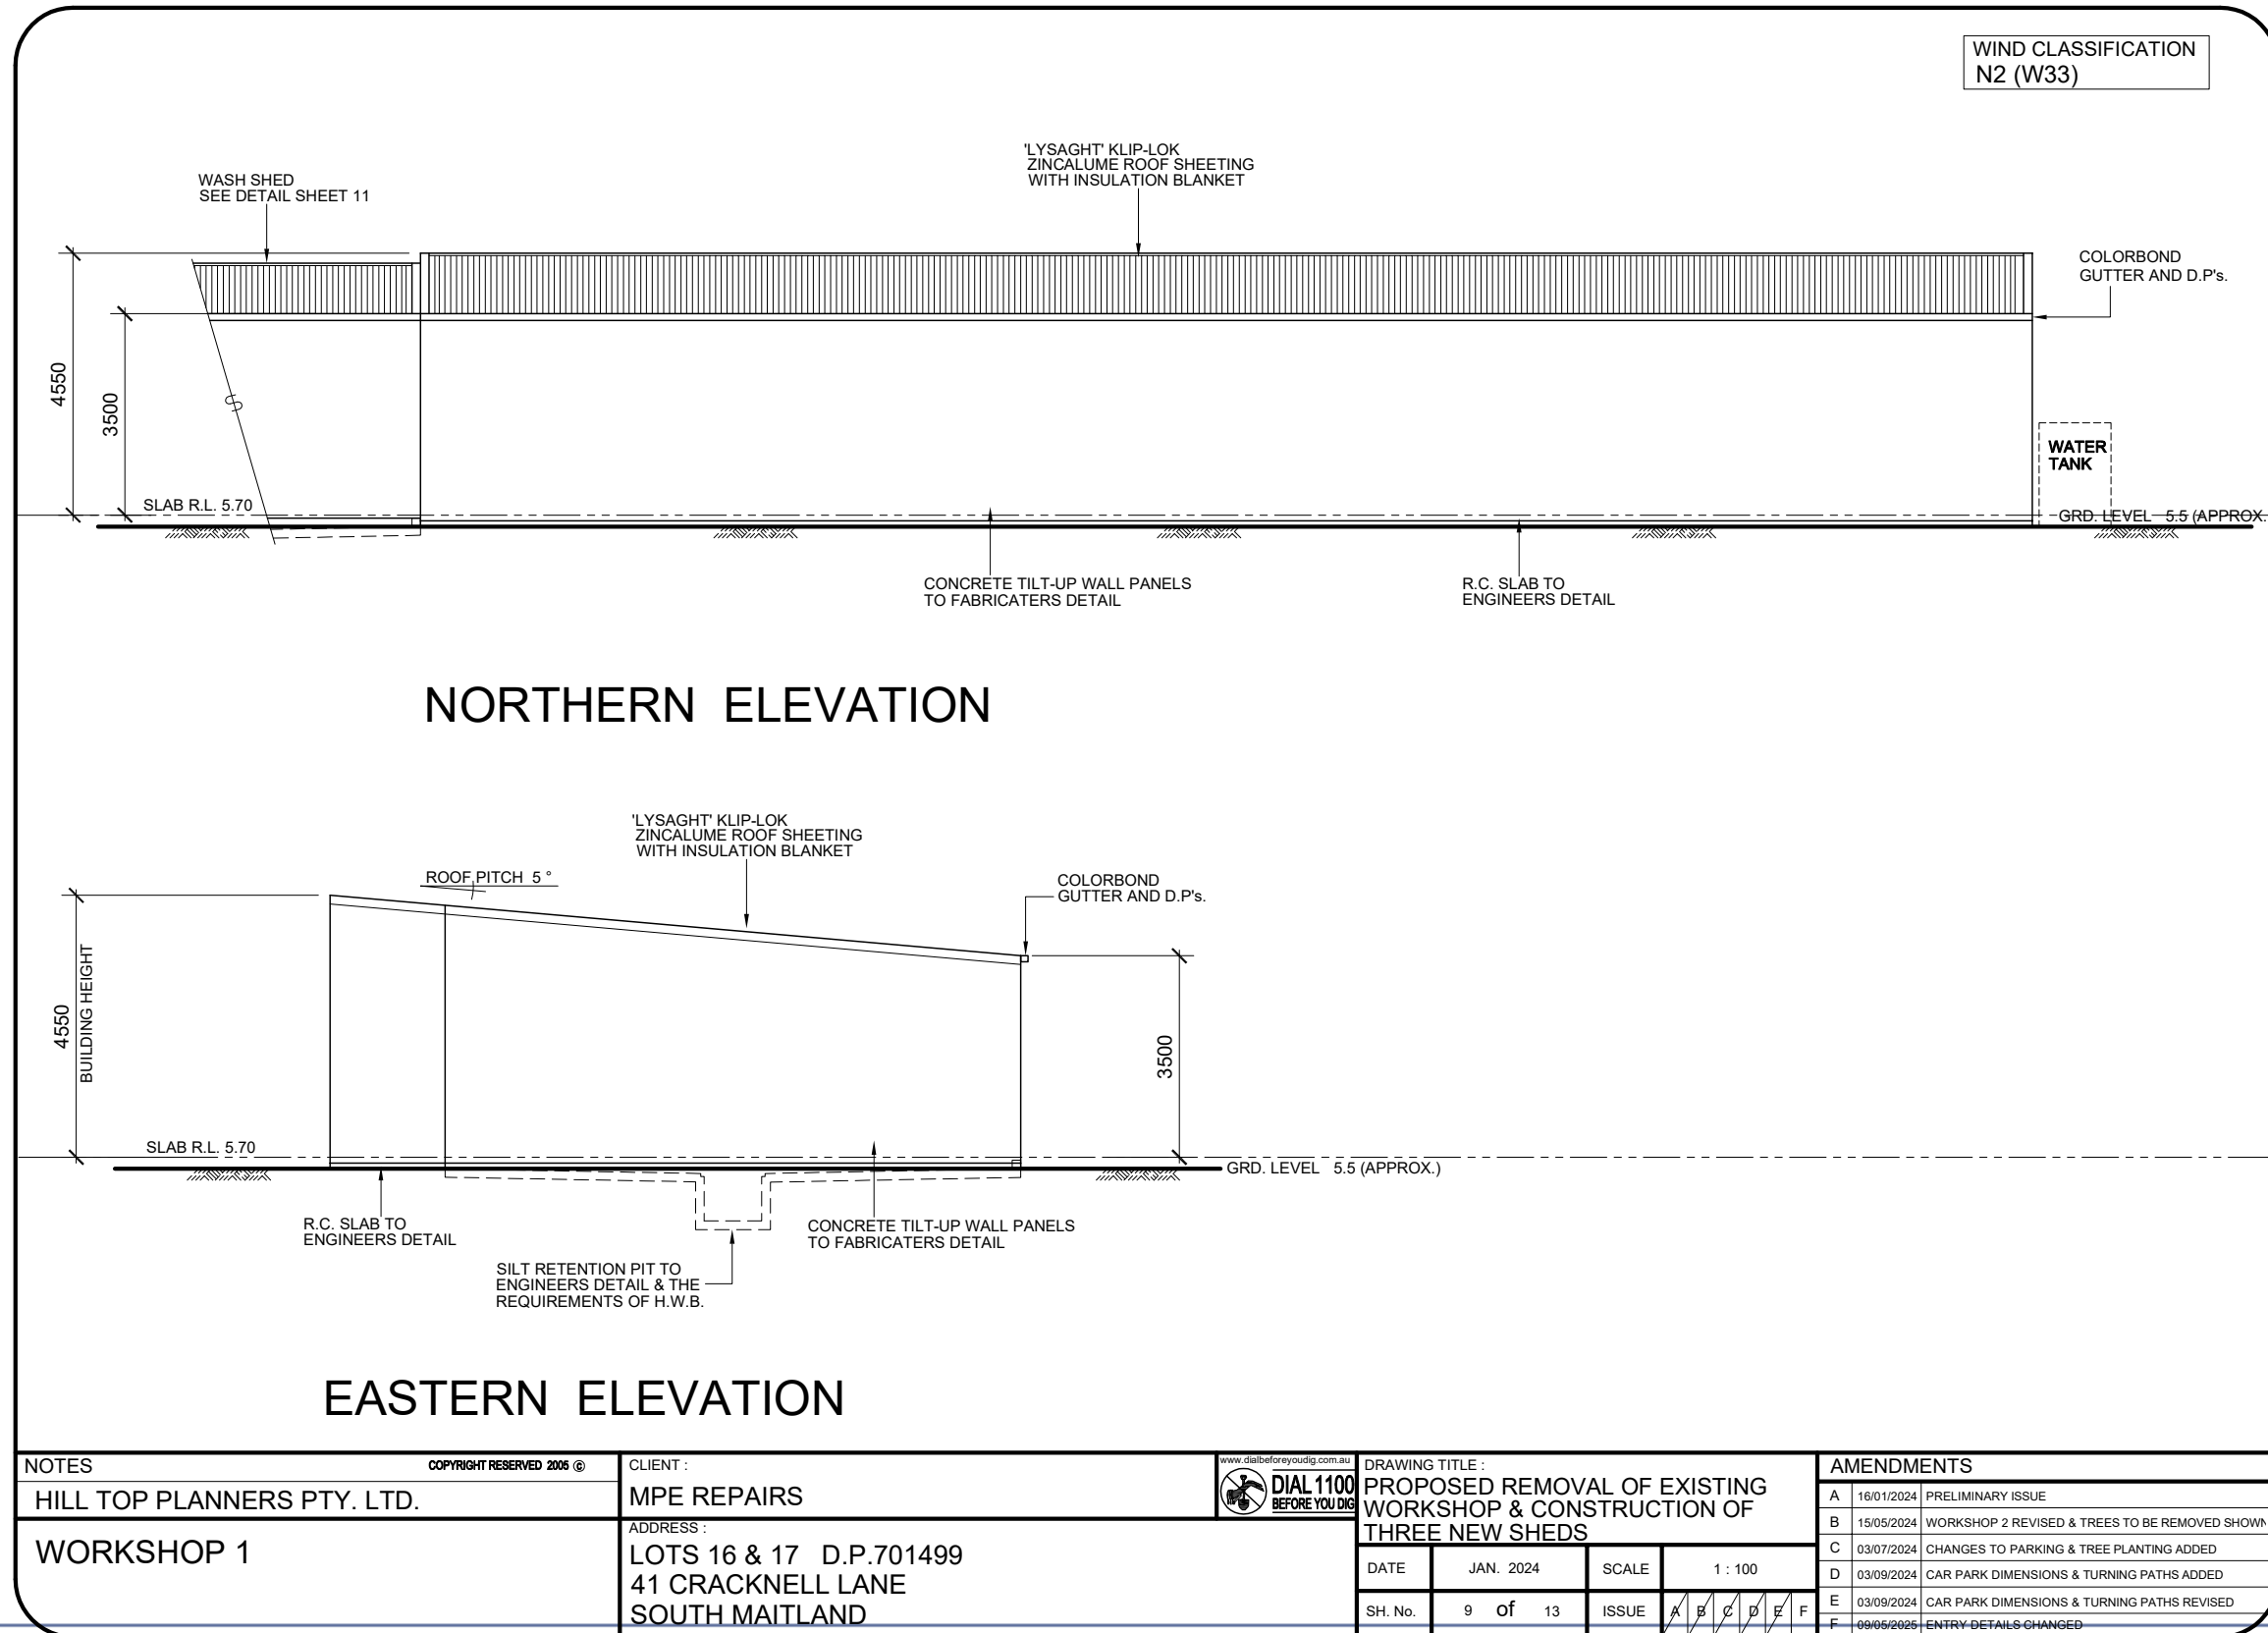 WIND CLASSIFICATION
N2 (W33)
'LYSAGHT' KLIP-LOK
ZINCALUME ROOF SHEETING
WITH INSULATION BLANKET
WASH SHED
SEE DETAIL SHEET 11
COLORBOND
GUTTER AND D.P's.
4550
3500
WATER
TANK
SLAB R.L. 5.70
GRD. LEVEL 5.5 (APPROX.
CONCRETE TILT-UP WALL PANELS
TO FABRICATERS DETAIL
R.C. SLAB TO
ENGINEERS DETAIL
NORTHERN ELEVATION
'LYSAGHT' KLIP-LOK
ZINCALUME ROOF SHEETING
WITH INSULATION BLANKET
ROOF PITCH 5 °
COLORBOND
GUTTER AND D.P's.
4550
BUILDING HEIGHT
3500
SLAB R.L. 5.70
GRD. LEVEL 5.5 (APPROX.)
R.C. SLAB TO
ENGINEERS DETAIL
CONCRETE TILT-UP WALL PANELS
TO FABRICATERS DETAIL
SILT RETENTION PIT TO
ENGINEERS DETAIL & THE
REQUIREMENTS OF H.W.B.
EASTERN ELEVATION
NOTES
COPYRIGHT RESERVED 2005 ©
HILL TOP PLANNERS PTY. LTD.
WORKSHOP 1
CLIENT :
MPE REPAIRS
www.dialbeforeyoudig.com.au
DIAL 1100
BEFORE YOU DIG
ADDRESS :
LOTS 16 & 17 D.P.701499
41 CRACKNELL LANE
SOUTH MAITLAND
DRAWING TITLE :
PROPOSED REMOVAL OF EXISTING
WORKSHOP & CONSTRUCTION OF
THREE NEW SHEDS
DATE JAN. 2024 SCALE 1 : 100
SH. No. 9 of 13 ISSUE A B C D E F
AMENDMENTS
A 16/01/2024 PRELIMINARY ISSUE
B 15/05/2024 WORKSHOP 2 REVISED & TREES TO BE REMOVED SHOWN
C 03/07/2024 CHANGES TO PARKING & TREE PLANTING ADDED
D 03/09/2024 CAR PARK DIMENSIONS & TURNING PATHS ADDED
E 03/09/2024 CAR PARK DIMENSIONS & TURNING PATHS REVISED
F 09/05/2025 ENTRY DETAILS CHANGED